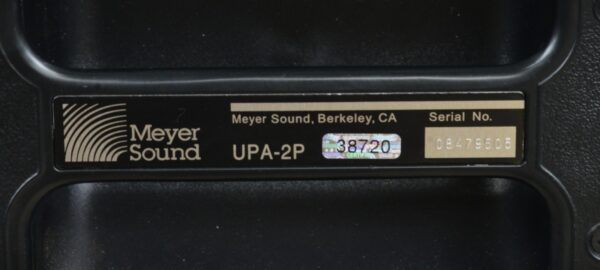 Meyer
Sound
Meyer Sound, Berkeley, CA
UPA-2P
38720
Serial No.
08479505